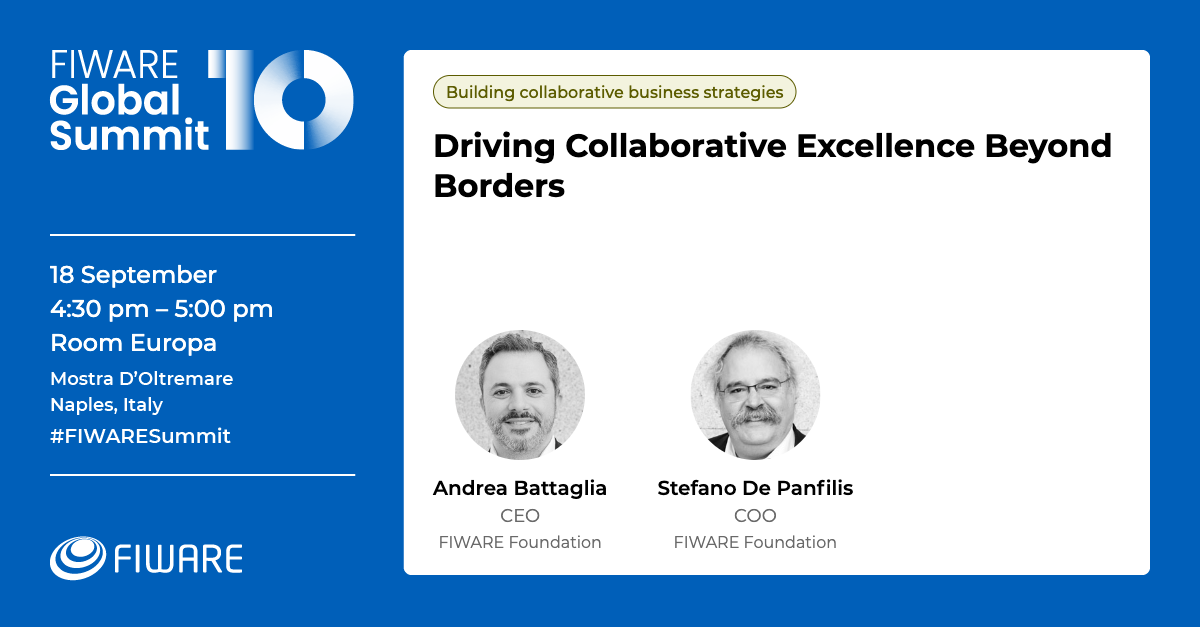 FIWARE
Global
Summit
10
18 September
4:30 pm – 5:00 pm
Room Europa
Mostra D’Oltremare
Naples, Italy
#FIWARESummit
FIWARE
Building collaborative business strategies
Driving Collaborative Excellence Beyond
Borders
Andrea Battaglia
CEO
FIWARE Foundation
Stefano De Panfilis
COO
FIWARE Foundation